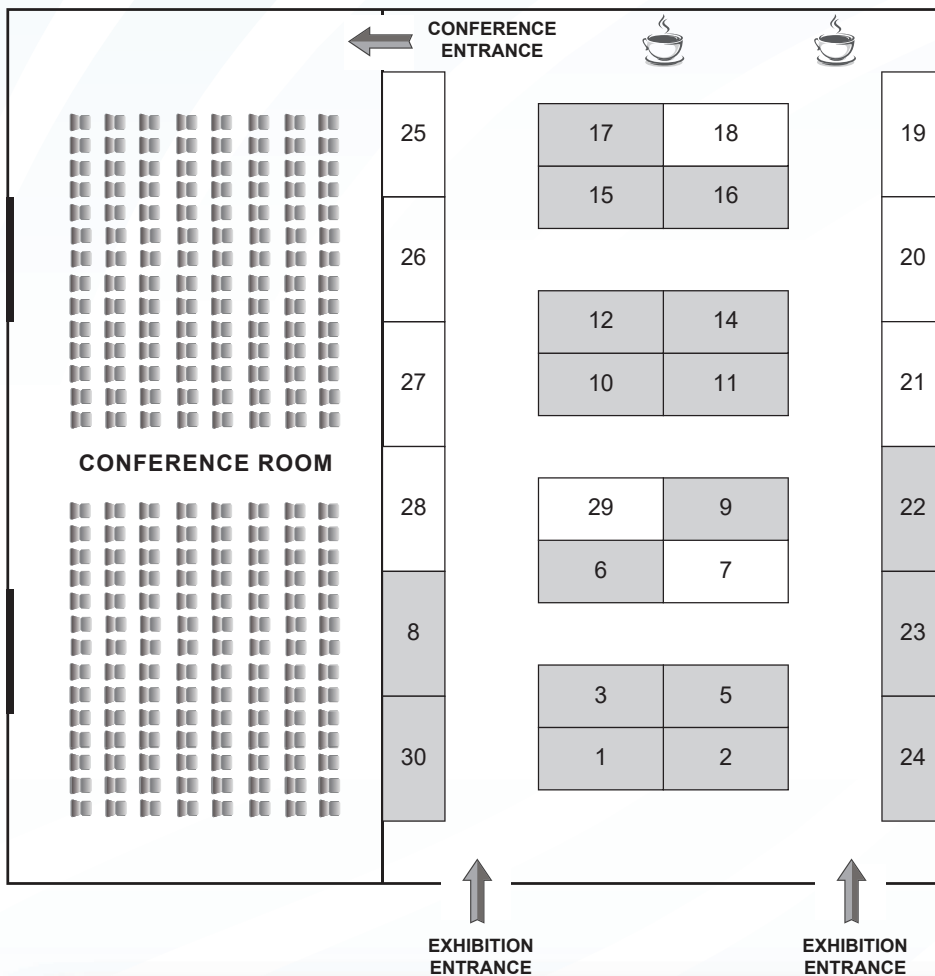 CONFERENCE
ENTRANCE
25
17 18
19
15 16
26
20
12 14
27
10 11
21
CONFERENCE ROOM
28
29 9
22
6 7
8
23
3 5
30
1 2
24
EXHIBITION
ENTRANCE
EXHIBITION
ENTRANCE